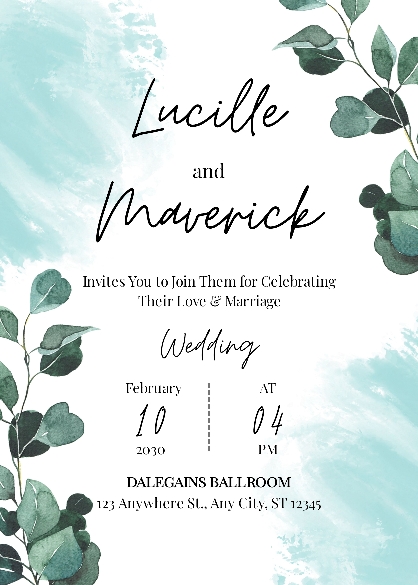 Lucille
and
Maverick
Invites You to Join Them for Celebrating
Their Love & Marriage
Wedding
February
10
2030
AT
04
PM
DALEGAINS BALLROOM
123 Anywhere St., Any City, ST 12345